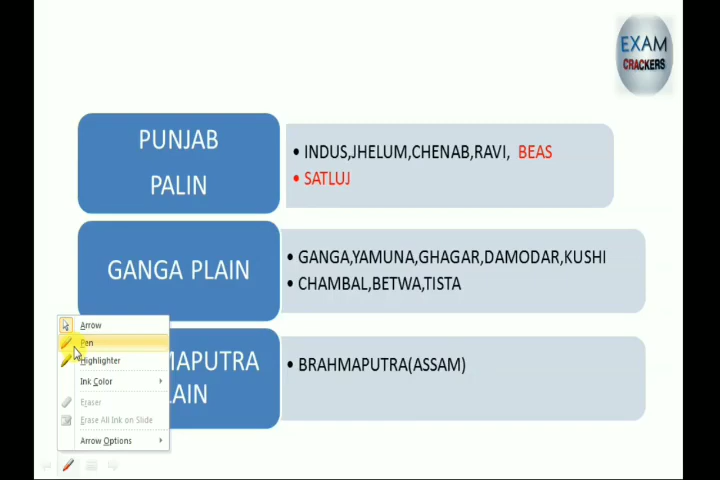 EXAM
CRACKERS
PUNJAB
PALIN
• INDUS,JHELUM,CHENAB,RAVI, BEAS
• SATLUJ
GANGA PLAIN
• GANGA,YAMUNA,GHAGAR,DAMODAR,KUSHI
• CHAMBAL,BETWA,TISTA
MAPUTRA
AIN
• BRAHMAPUTRA(ASSAM)
Arrow
Pen
Highlighter
Ink Color
Eraser
Erase All Ink on Slide
Arrow Options